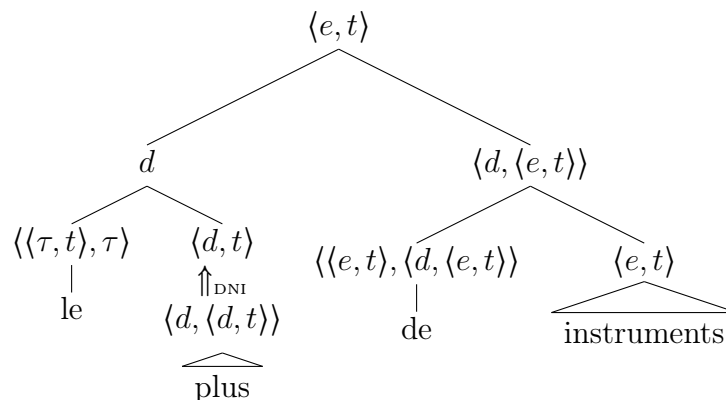 ⟨e, t⟩
d ⟨d, ⟨e, t⟩⟩
⟨⟨τ, t⟩, τ⟩ ⟨d, t⟩ ⟨⟨e, t⟩, ⟨d, ⟨e, t⟩⟩ ⟨e, t⟩
⇑DNI
le ⟨d, ⟨d, t⟩⟩ de instruments
plus